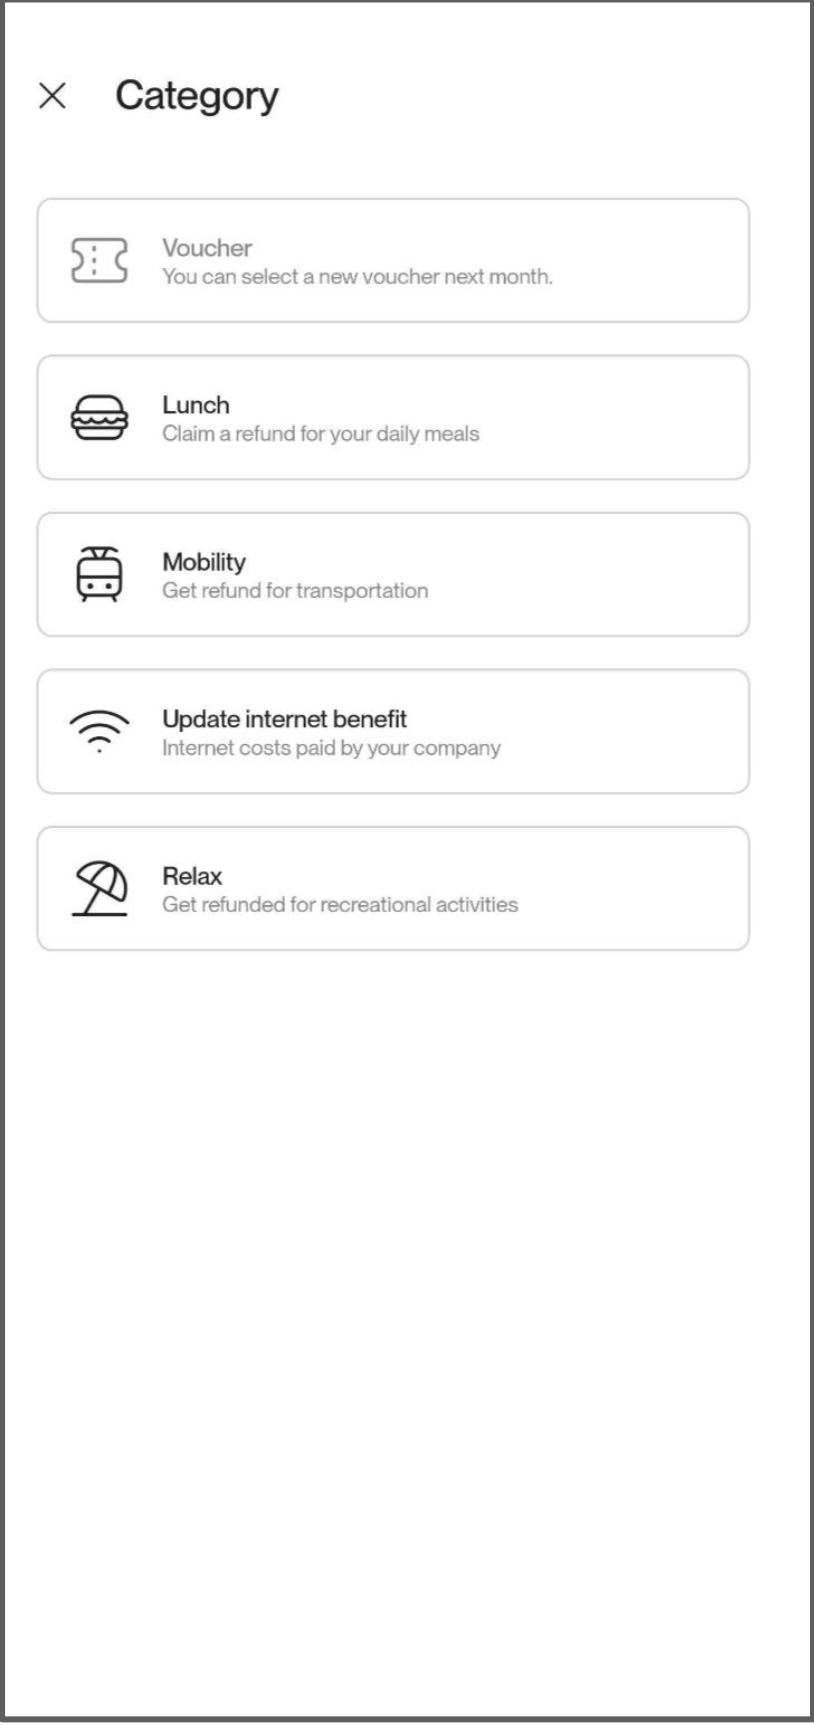 Category
Voucher
You can select a new voucher next month.
Lunch
Claim a refund for your daily meals
Mobility
Get refund for transportation
Update internet benefit
Internet costs paid by your company
Relax
Get refunded for recreational activities